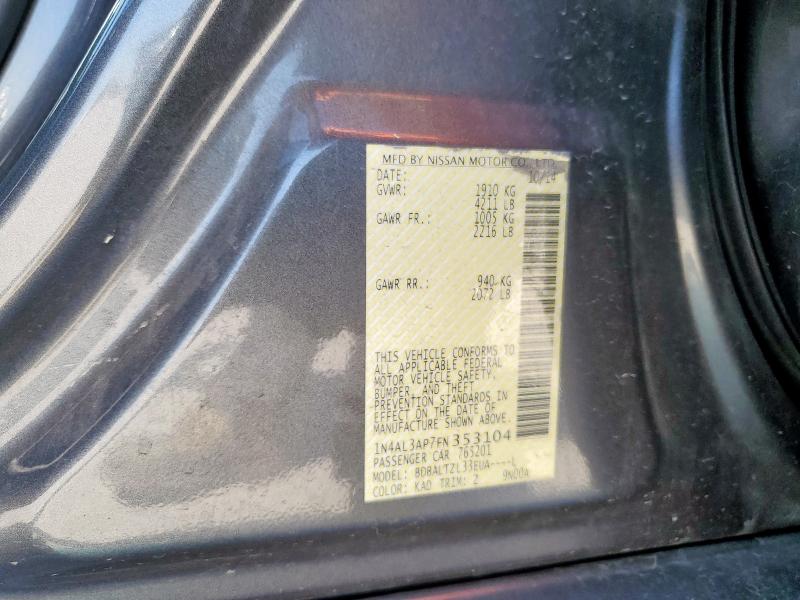 MFD BY NISSAN MOTOR CO., LTD.
DATE: 10/14
GVWR: 1910 KG
4211 LB
GAWR FR.: 1005 KG
2216 LB
GAWR RR.: 940 KG
2072 LB
THIS VEHICLE CONFORMS TO
ALL APPLICABLE FEDERAL
MOTOR VEHICLE SAFETY,
BUMPER, AND THEFT
PREVENTION STANDARDS IN
EFFECT ON THE DATE OF
MANUFACTURE SHOWN ABOVE.
1N4AL3AP7FN353104
PASSENGER CAR 765201
MODEL: BDBALTZL33EUA----L
COLOR: KAD TRIM: 2 9N00A